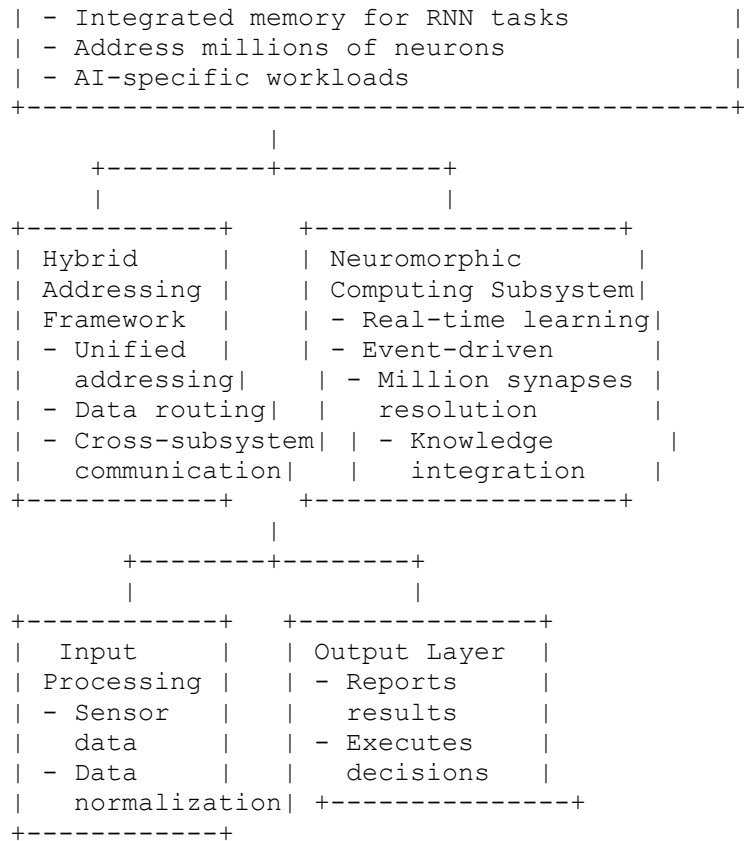 | - Integrated memory for RNN tasks          |
| - Address millions of neurons              |
| - AI-specific workloads                    |
+--------------------------------------------+
                |
     +----------+----------+
     |                     |
+------------+    +-------------------+
| Hybrid     |    | Neuromorphic       |
| Addressing |    | Computing Subsystem|
| Framework  |    | - Real-time learning|
| - Unified  |    | - Event-driven      |
|   addressing|    | - Million synapses |
| - Data routing|  |   resolution       |
| - Cross-subsystem| | - Knowledge       |
|   communication|  |   integration    |
+------------+    +-------------------+
                |
       +--------+--------+
       |                 |
+------------+   +---------------+
|  Input     |   | Output Layer  |
| Processing |   | - Reports     |
| - Sensor   |   |   results     |
|   data     |   | - Executes    |
| - Data     |   |   decisions   |
|   normalization| +---------------+
+------------+